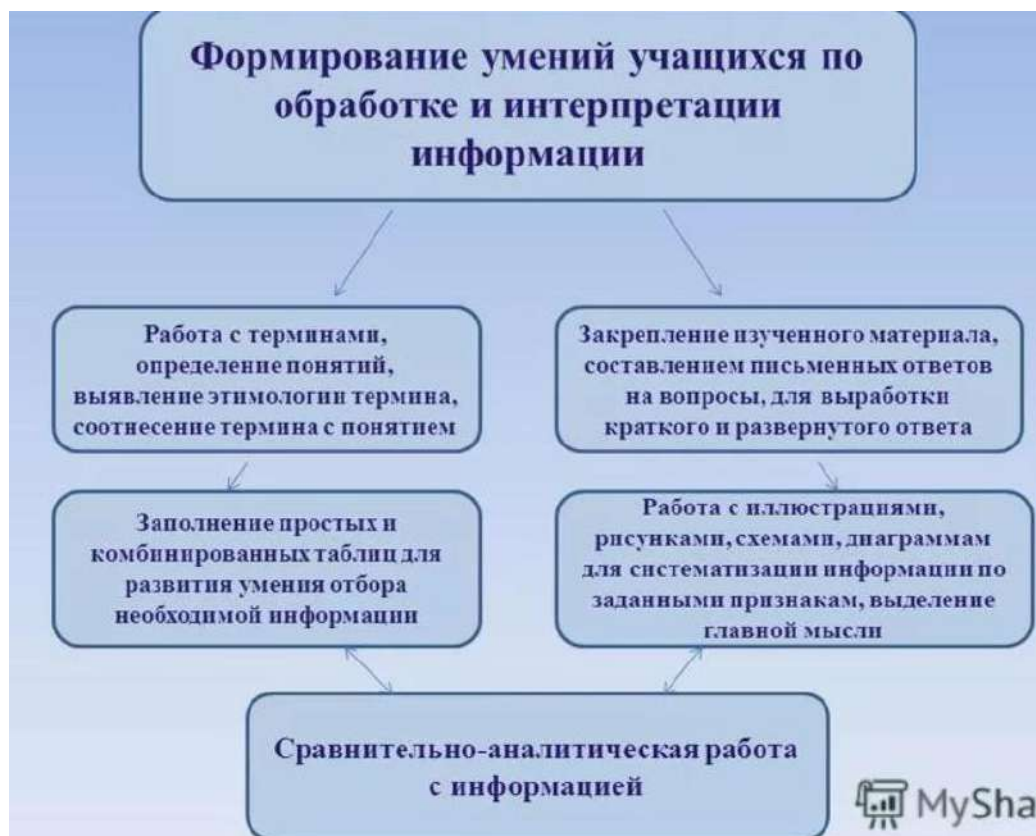 Формирование умений учащихся по
обработке и интерпретации
информации
Работа с терминами,
определение понятий,
выявление этимологии термина,
соотнесение термина с понятием
Закрепление изученного материала,
составлением письменных ответов
на вопросы, для выработки
краткого и развернутого ответа
Заполнение простых и
комбинированных таблиц для
развития умения отбора
необходимой информации
Работа с иллюстрациями,
рисунками, схемами, диаграммам
для систематизации информации по
заданными признакам, выделение
главной мысли
Сравнительно-аналитическая работа
с информацией
MySha